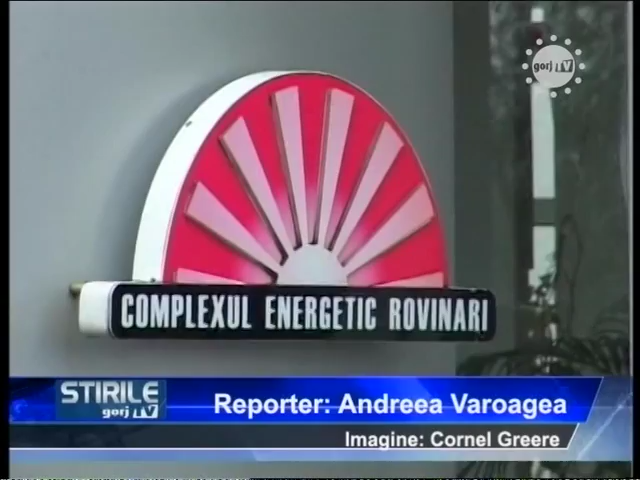 gorj TV
COMPLEXUL ENERGETIC ROVINARI
STIRILE
gorj TV
Reporter: Andreea Varoagea
Imagine: Cornel Greere